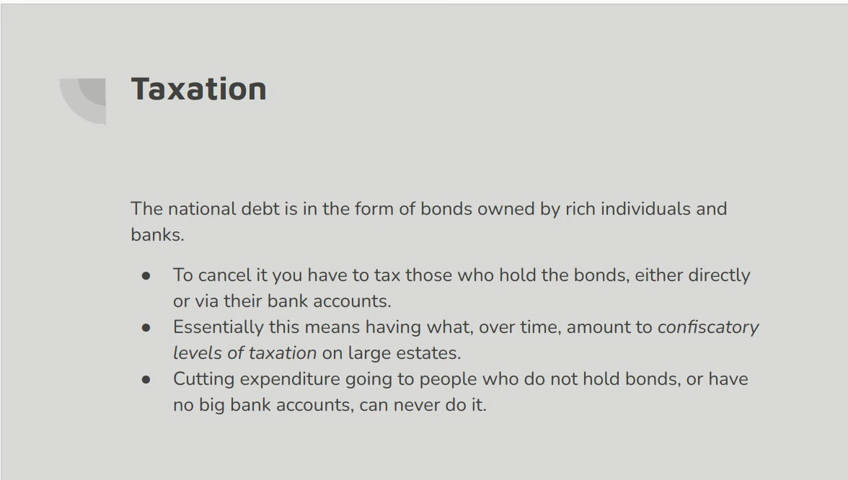 Taxation
The national debt is in the form of bonds owned by rich individuals and
banks.
● To cancel it you have to tax those who hold the bonds, either directly
or via their bank accounts.
● Essentially this means having what, over time, amount to confiscatory
levels of taxation on large estates.
● Cutting expenditure going to people who do not hold bonds, or have
no big bank accounts, can never do it.